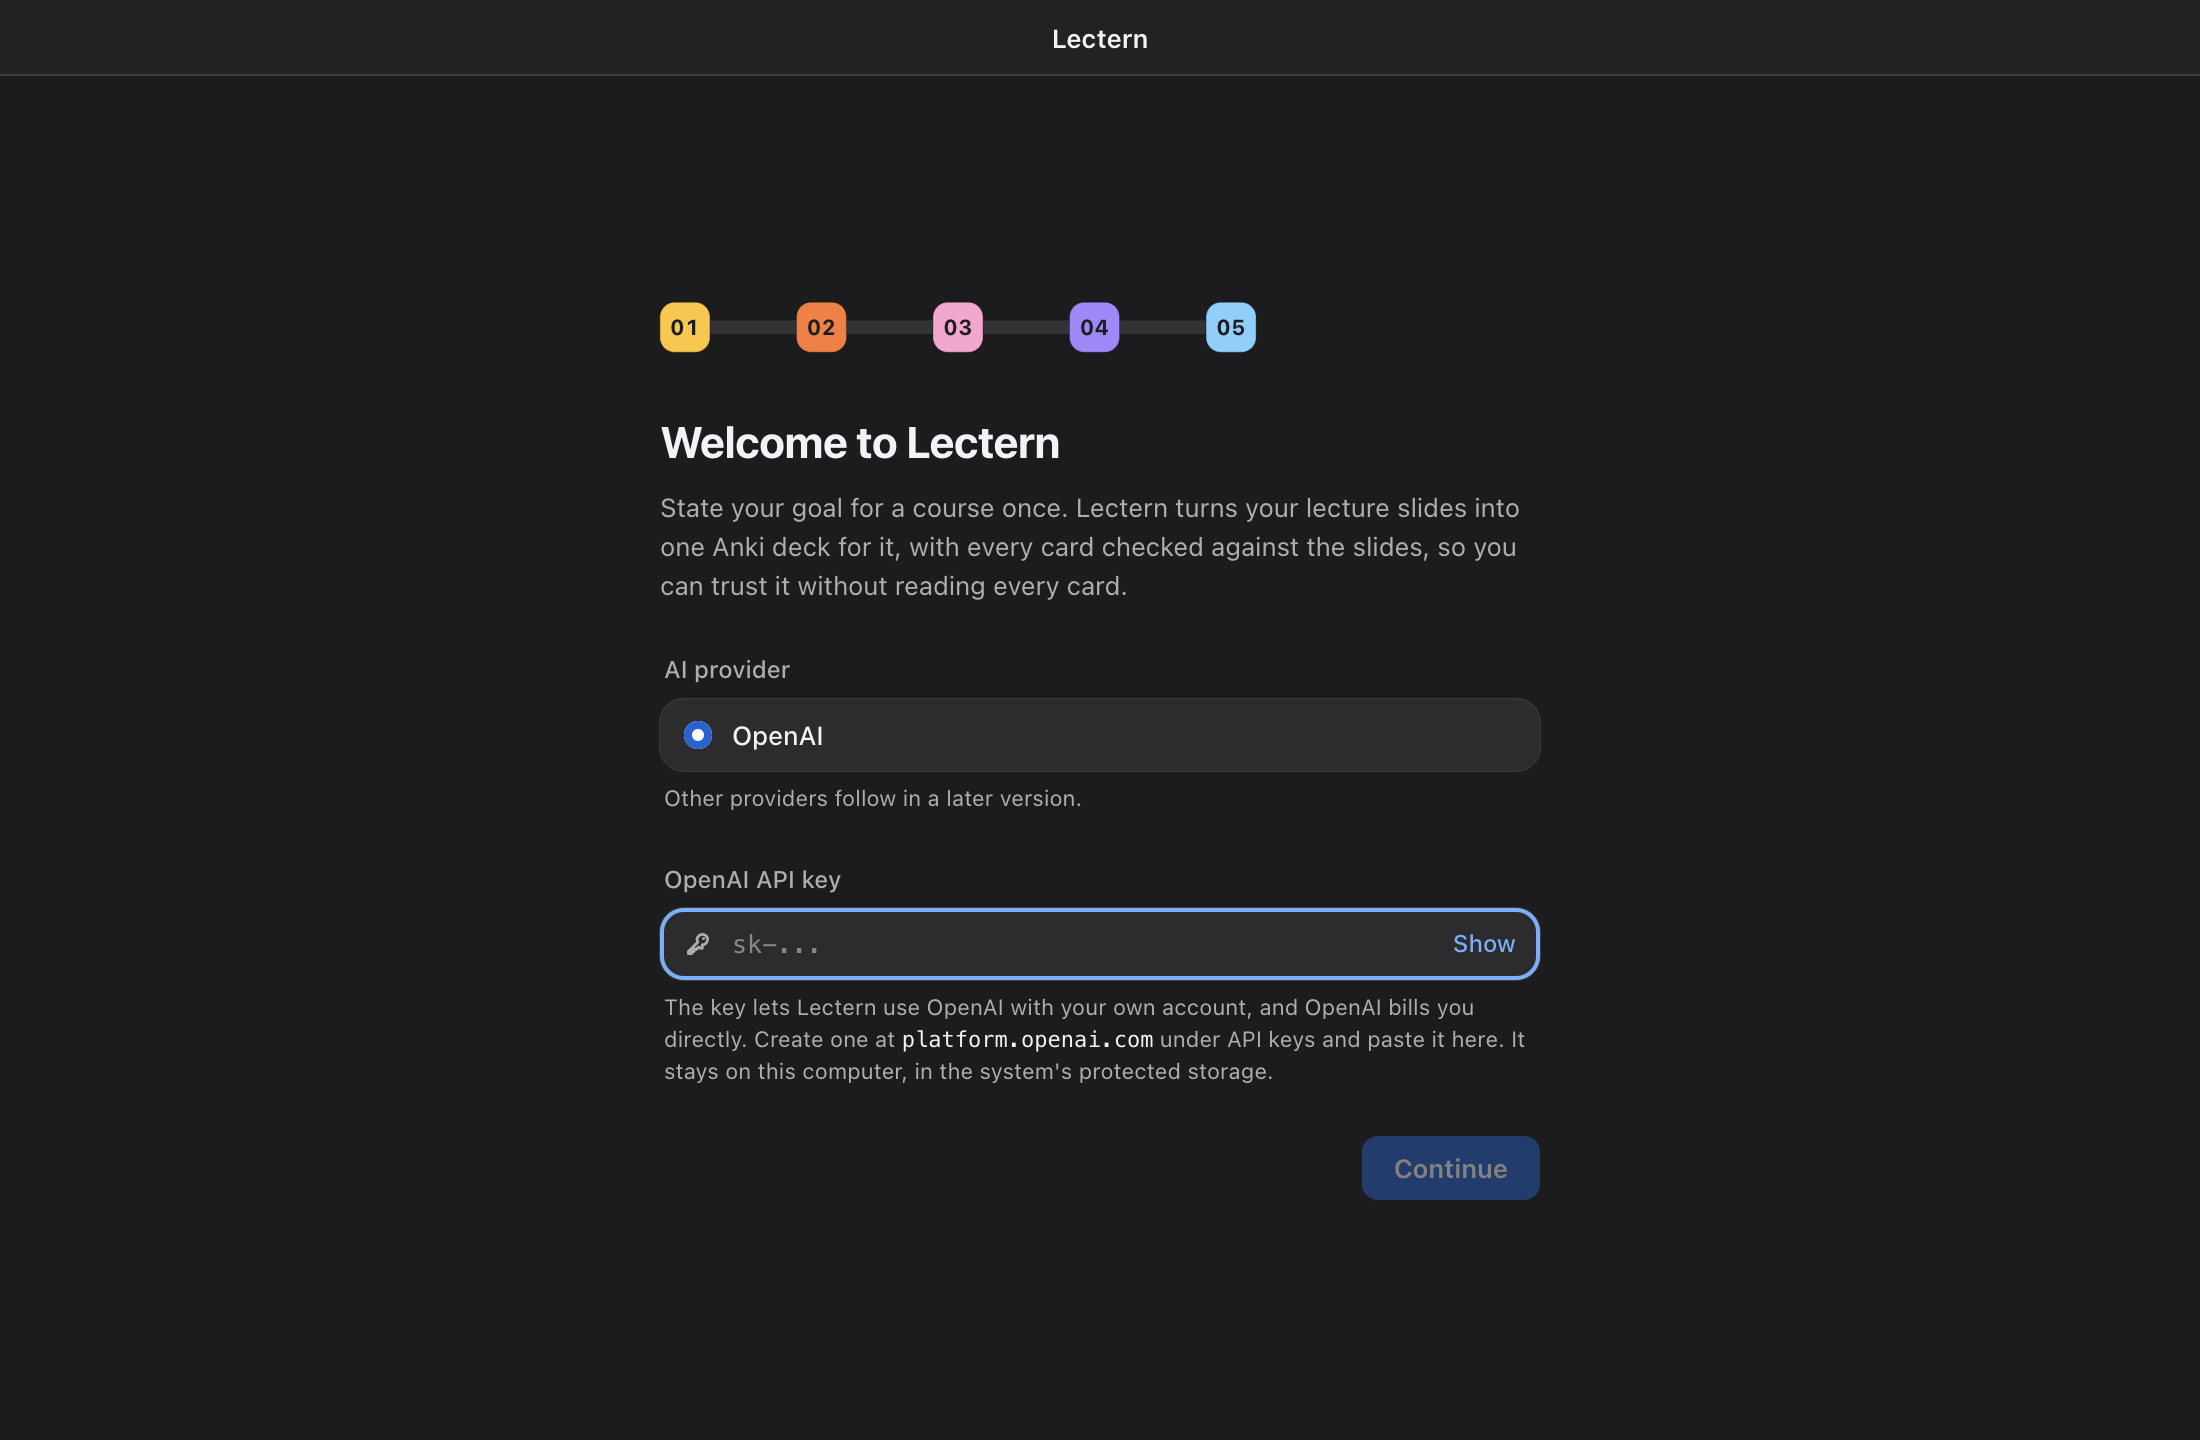 Lectern
01 02 03 04 05
Welcome to Lectern
State your goal for a course once. Lectern turns your lecture slides into
one Anki deck for it, with every card checked against the slides, so you
can trust it without reading every card.
AI provider
OpenAI
Other providers follow in a later version.
OpenAI API key
sk-... Show
The key lets Lectern use OpenAI with your own account, and OpenAI bills you
directly. Create one at platform.openai.com under API keys and paste it here. It
stays on this computer, in the system's protected storage.
Continue